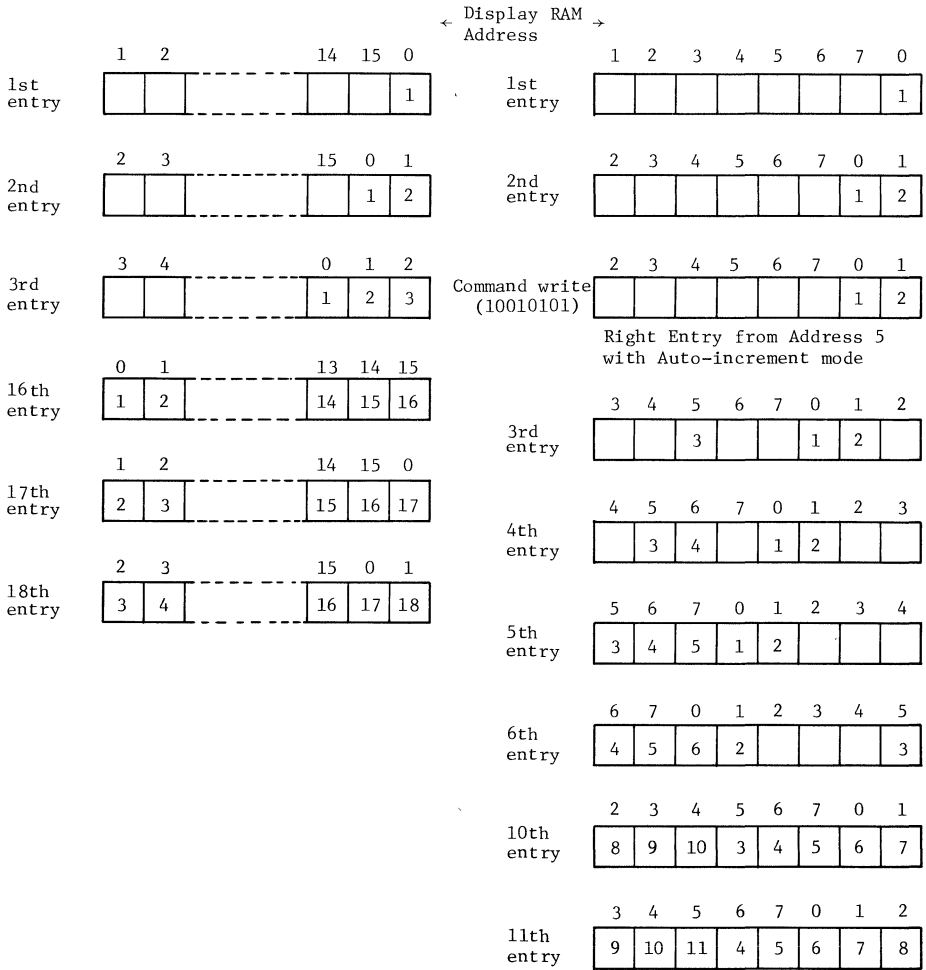 ← Display RAM →
Address
1 2 14 15 0
1st
entry
1
2 3 15 0 1
2nd
entry
1 2
3 4 0 1 2
3rd
entry
1 2 3
0 1 13 14 15
16th
entry
1 2 14 15 16
1 2 14 15 0
17th
entry
2 3 15 16 17
2 3 15 0 1
18th
entry
3 4 16 17 18
1 2 3 4 5 6 7 0
1st
entry
1
2 3 4 5 6 7 0 1
2nd
entry
1 2
2 3 4 5 6 7 0 1
Command write
(10010101)
1 2
Right Entry from Address 5
with Auto-increment mode
3 4 5 6 7 0 1 2
3rd
entry
3 1 2
4 5 6 7 0 1 2 3
4th
entry
3 4 1 2
5 6 7 0 1 2 3 4
5th
entry
3 4 5 1 2
6 7 0 1 2 3 4 5
6th
entry
4 5 6 2 3
2 3 4 5 6 7 0 1
10th
entry
8 9 10 3 4 5 6 7
3 4 5 6 7 0 1 2
11th
entry
9 10 11 4 5 6 7 8